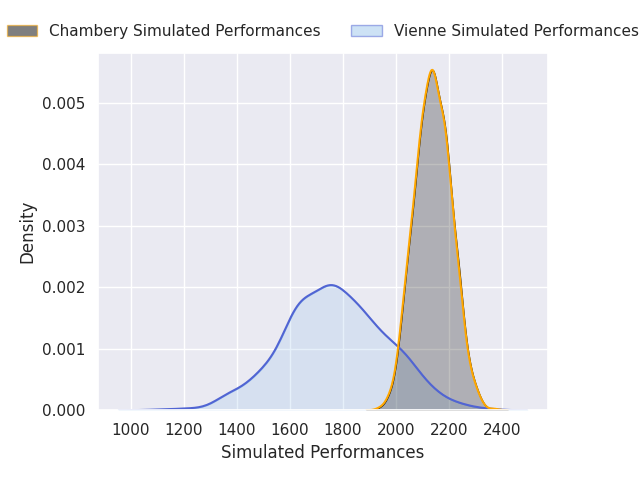 Chambery Simulated Performances
Vienne Simulated Performances
0.005
0.004
0.003
0.002
0.001
0.000
Density
1000 1200 1400 1600 1800 2000 2200 2400
Simulated Performances